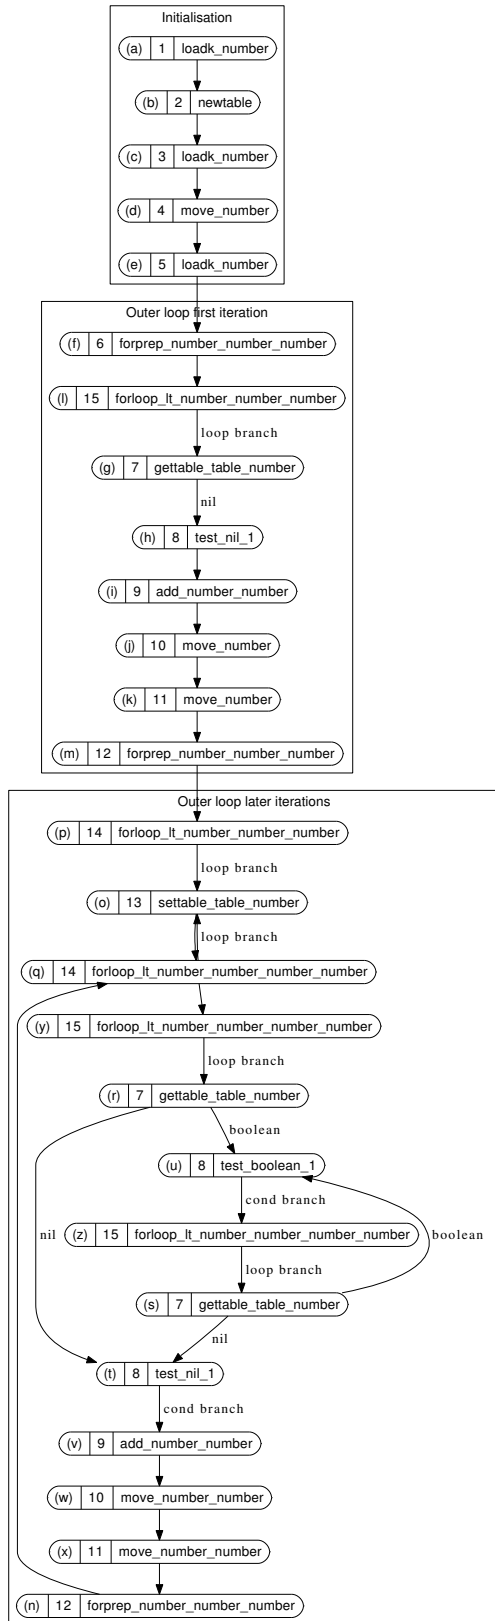 Initialisation
(a) 1 loadk_number
(b) 2 newtable
(c) 3 loadk_number
(d) 4 move_number
(e) 5 loadk_number
Outer loop first iteration
(f) 6 forprep_number_number_number
(l) 15 forloop_lt_number_number_number
loop branch
(g) 7 gettable_table_number
nil
(h) 8 test_nil_1
(i) 9 add_number_number
(j) 10 move_number
(k) 11 move_number
(m) 12 forprep_number_number_number
Outer loop later iterations
(p) 14 forloop_lt_number_number_number
loop branch
(o) 13 settable_table_number
loop branch
(q) 14 forloop_lt_number_number_number_number
(y) 15 forloop_lt_number_number_number_number
loop branch
(r) 7 gettable_table_number
boolean
(u) 8 test_boolean_1
cond branch
nil
(z) 15 forloop_lt_number_number_number_number
boolean
loop branch
(s) 7 gettable_table_number
nil
(t) 8 test_nil_1
cond branch
(v) 9 add_number_number
(w) 10 move_number_number
(x) 11 move_number_number
(n) 12 forprep_number_number_number